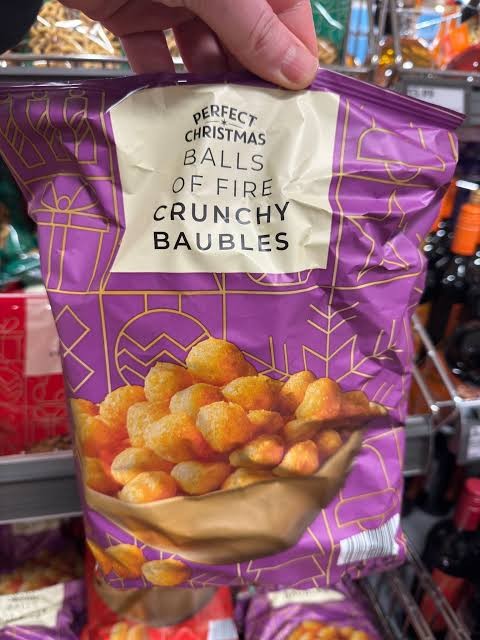 PERFECT
CHRISTMAS
BALLS
OF FIRE
CRUNCHY
BAUBLES